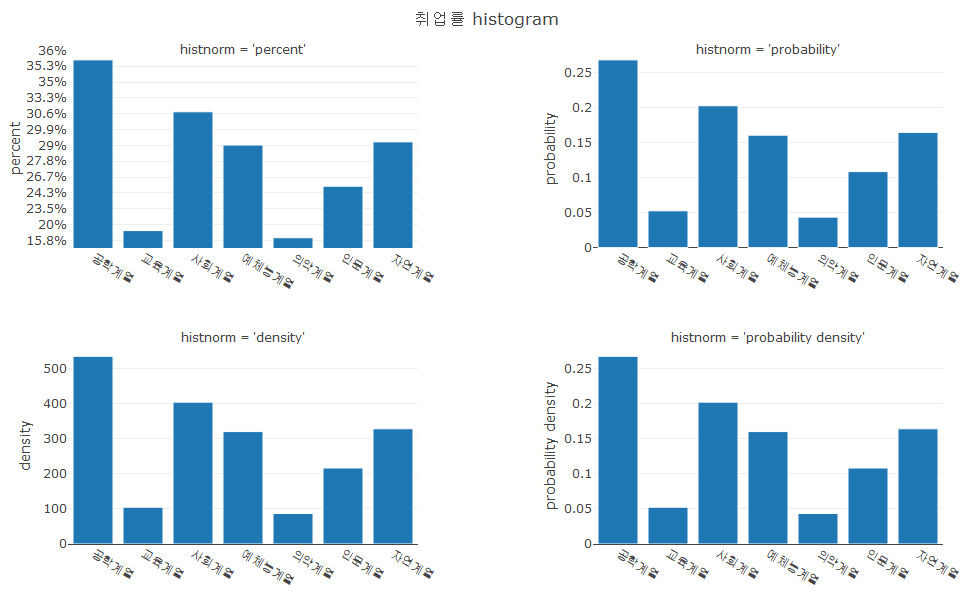 취업률 histogram
histnorm = 'percent'
percent
36%
35.3%
35%
33.3%
30.6%
29.9%
29%
27.8%
26.7%
24.3%
23.5%
20%
15.8%
공학계열
교육계열
사회계열
예체능계열
의약계열
인문계열
자연계열
histnorm = 'probability'
probability
0.25
0.2
0.15
0.1
0.05
0
공학계열
교육계열
사회계열
예체능계열
의약계열
인문계열
자연계열
histnorm = 'density'
density
500
400
300
200
100
0
공학계열
교육계열
사회계열
예체능계열
의약계열
인문계열
자연계열
histnorm = 'probability density'
probability density
0.25
0.2
0.15
0.1
0.05
0
공학계열
교육계열
사회계열
예체능계열
의약계열
인문계열
자연계열